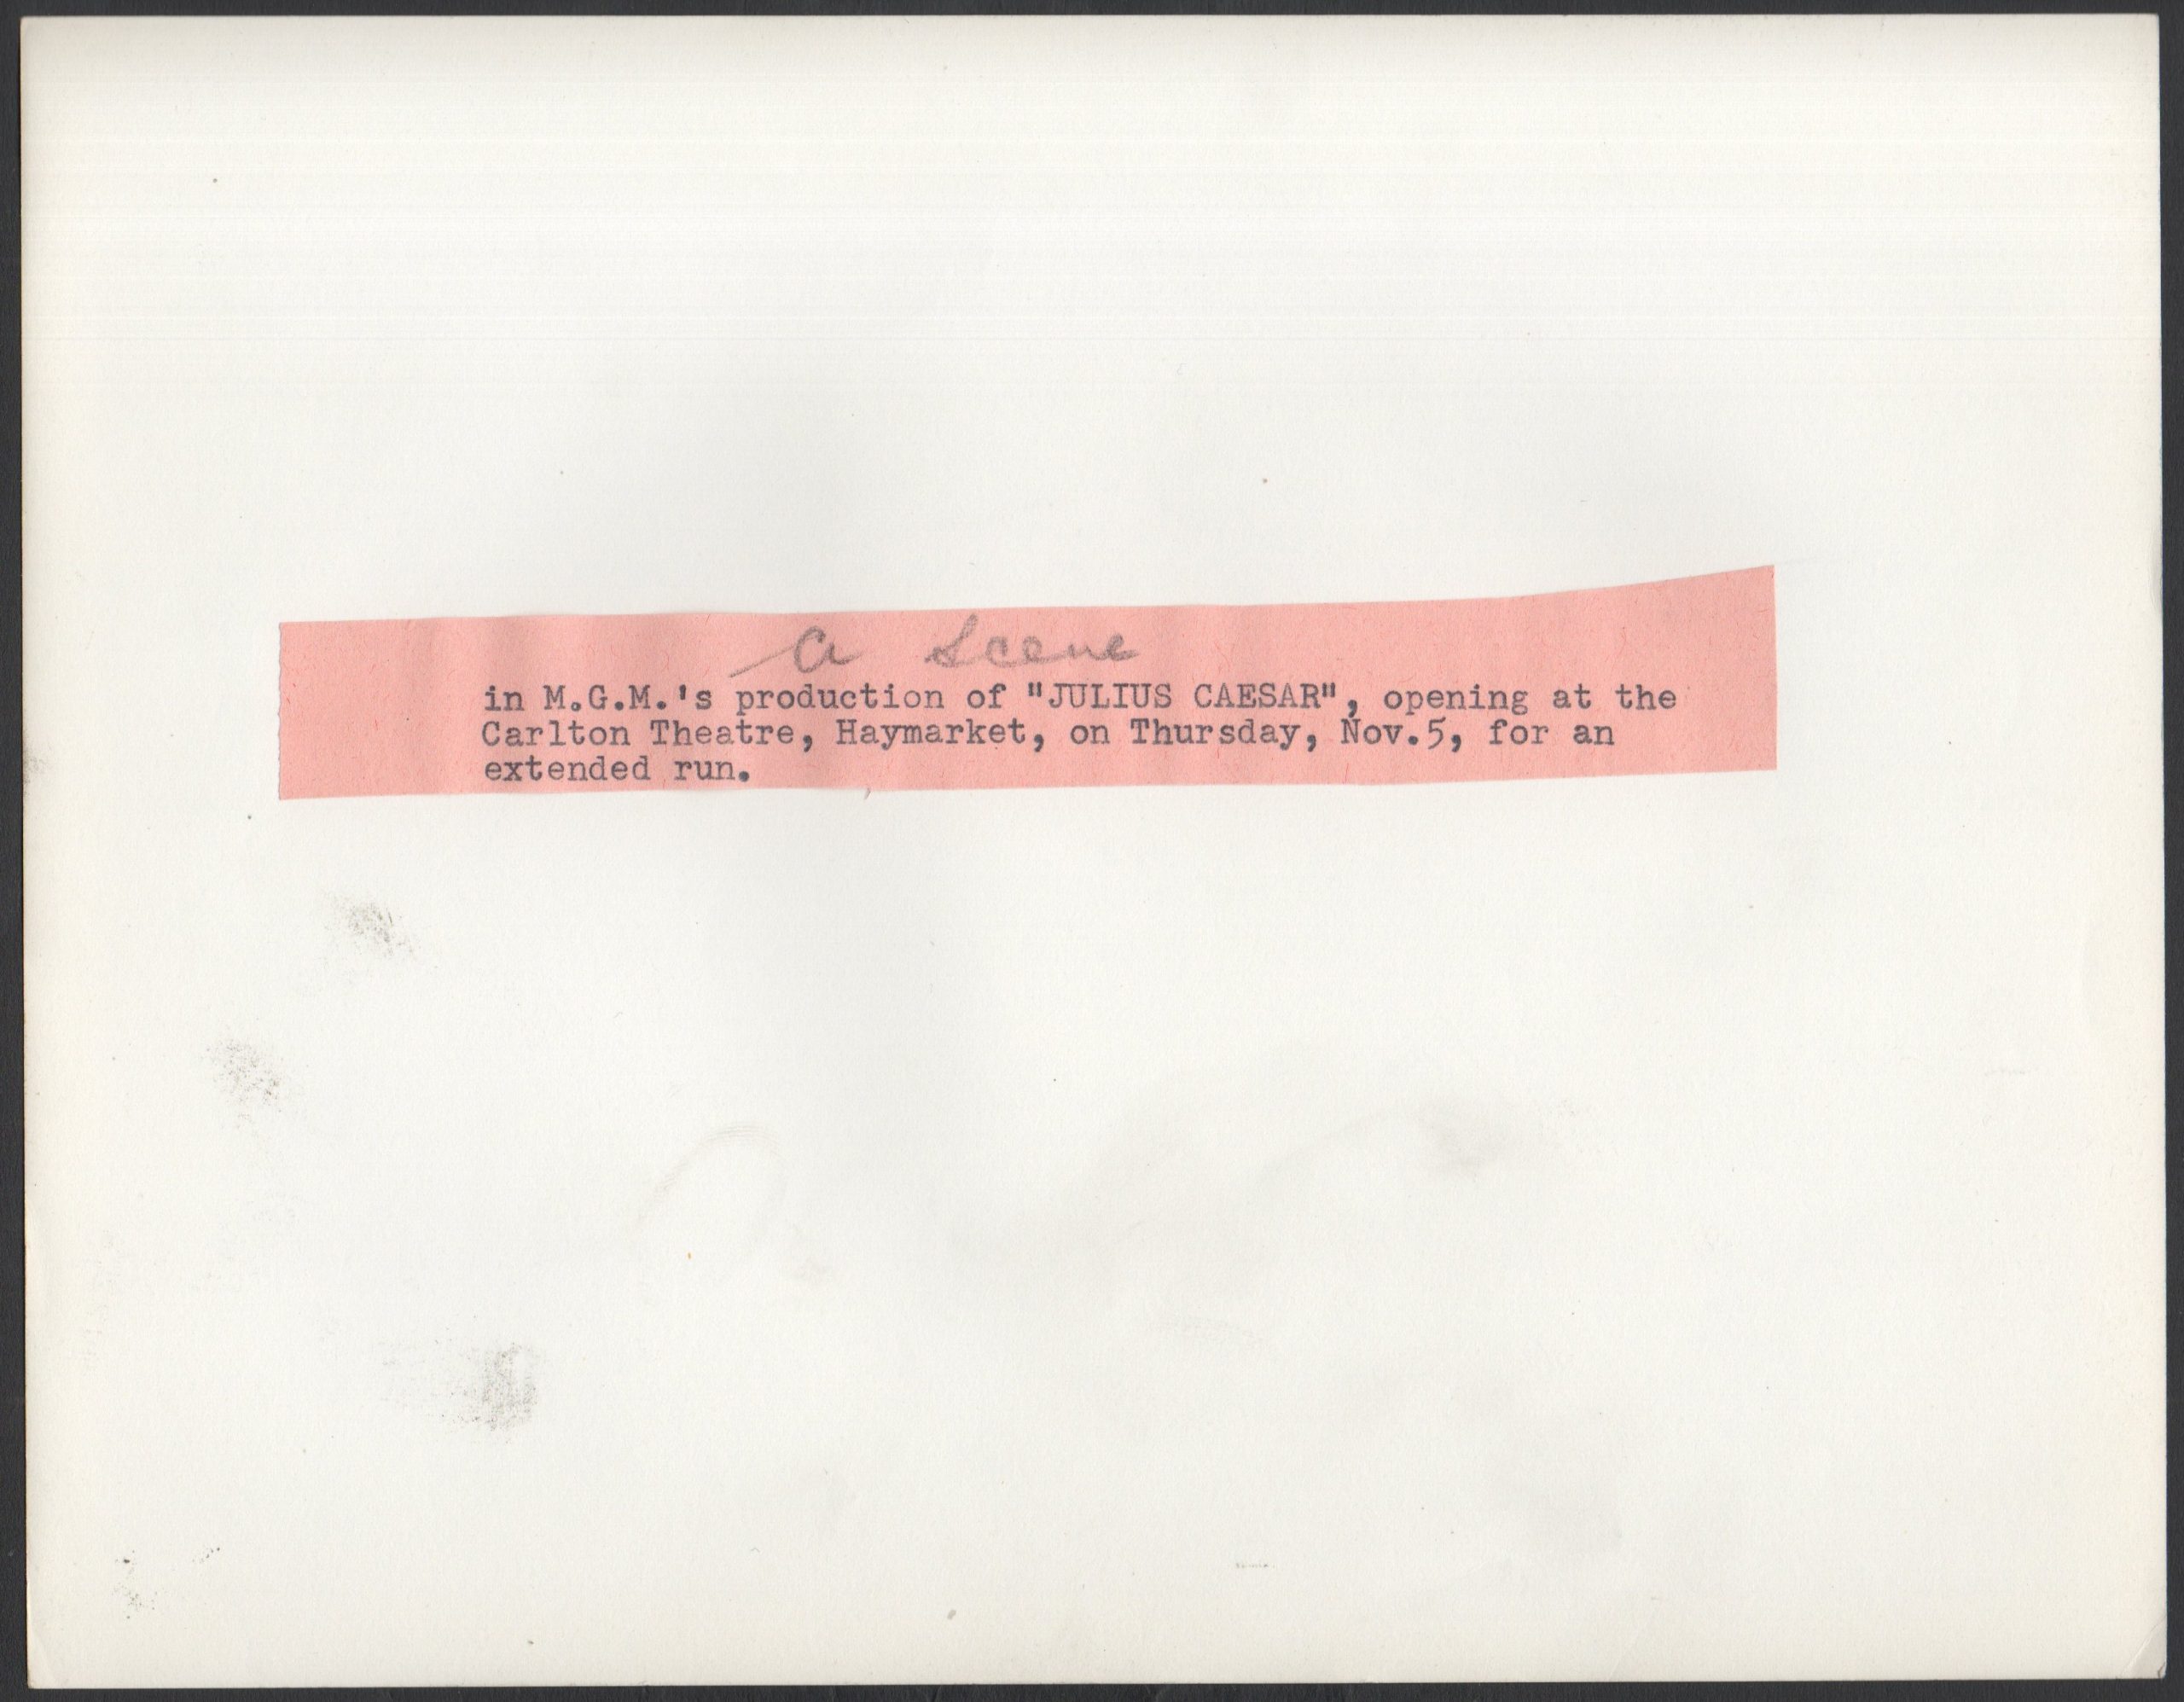 a scene
in M.G.M.'s production of "JULIUS CAESAR", opening at the
Carlton Theatre, Haymarket, on Thursday, Nov.5, for an
extended run.